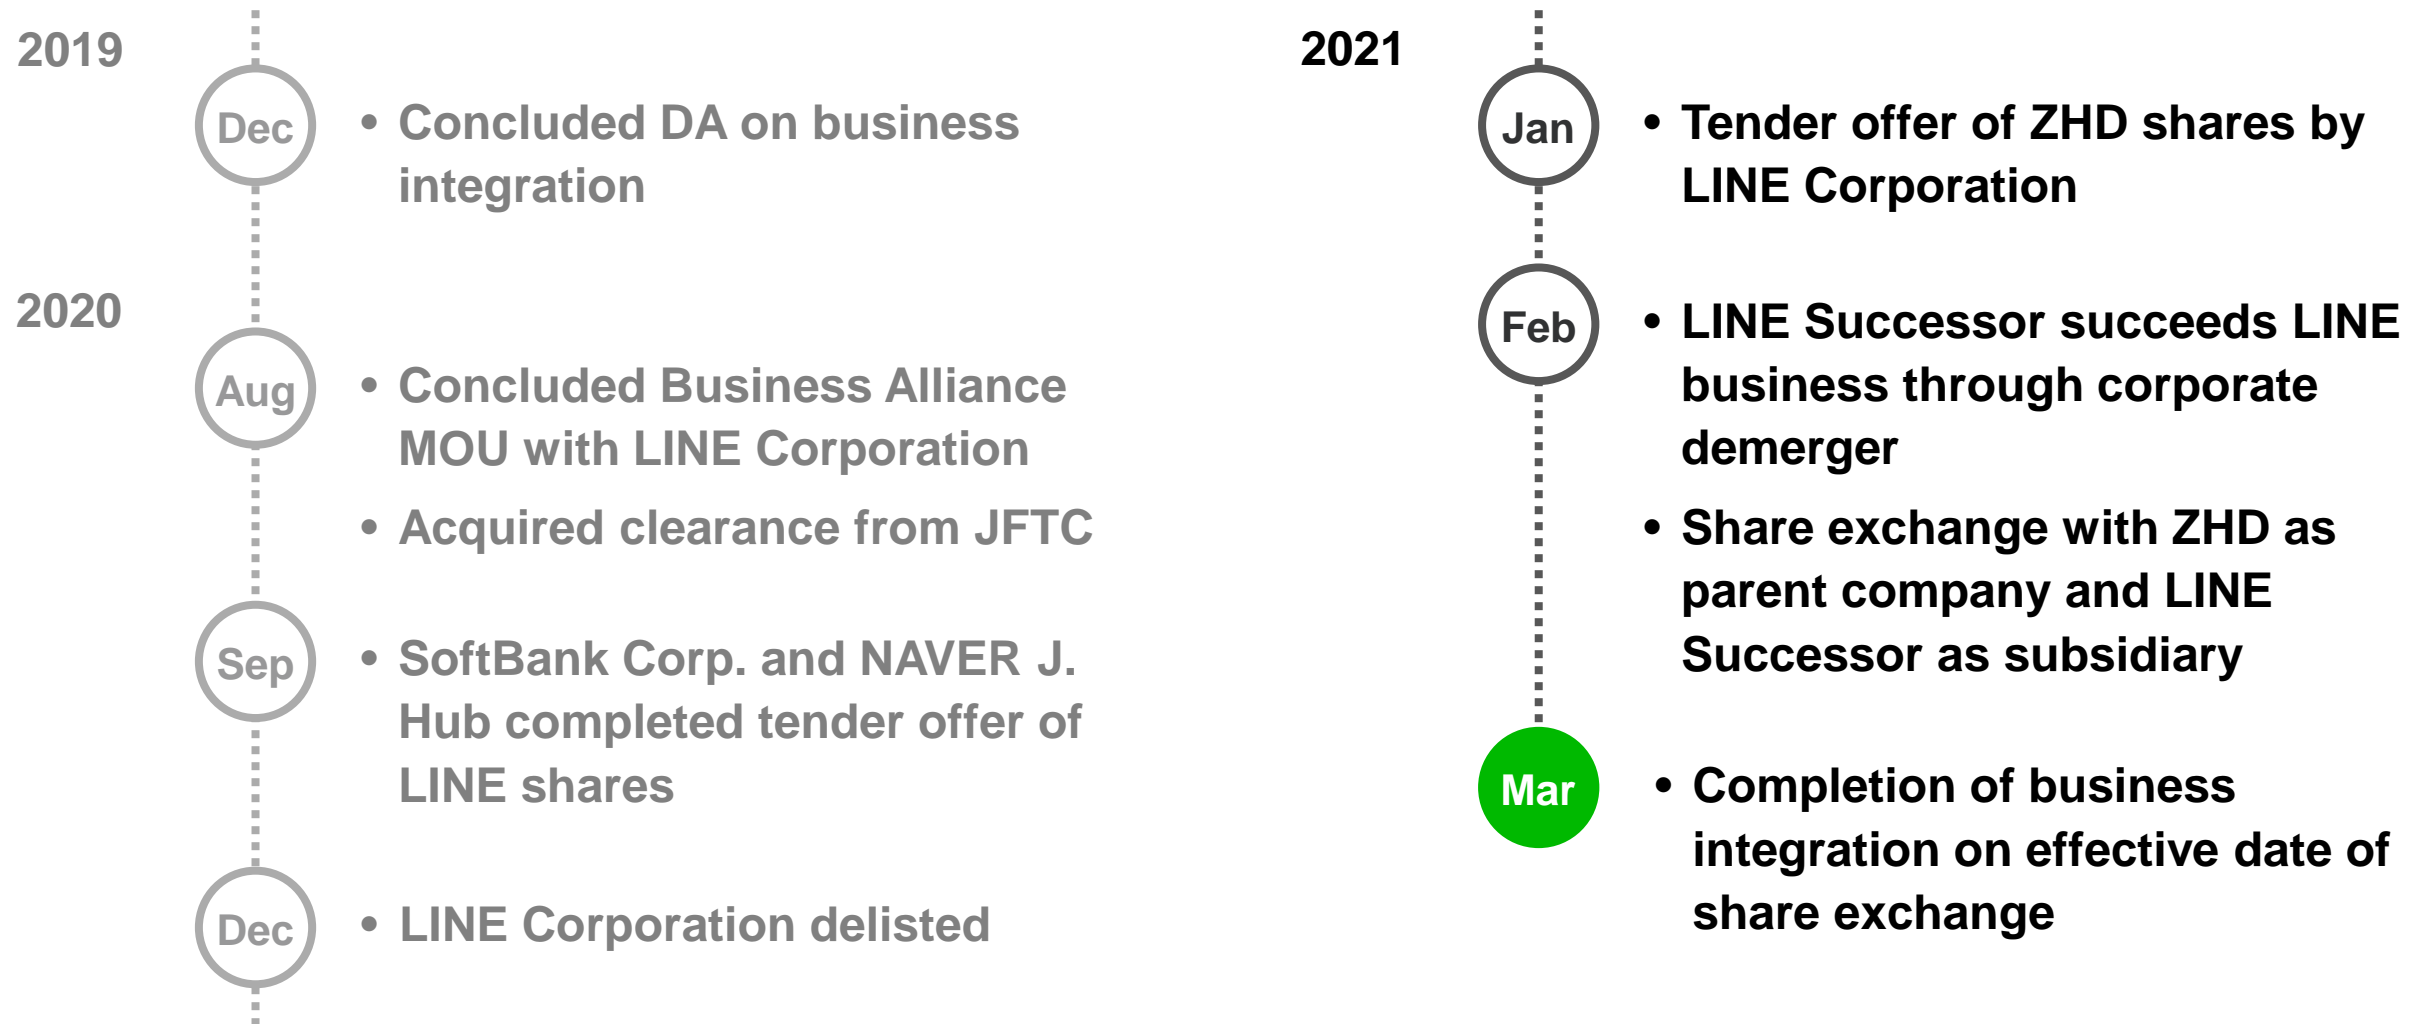 2019
Dec
• Concluded DA on business
integration
2020
Aug
• Concluded Business Alliance
MOU with LINE Corporation
• Acquired clearance from JFTC
Sep
• SoftBank Corp. and NAVER J.
Hub completed tender offer of
LINE shares
Dec
• LINE Corporation delisted
2021
Jan
• Tender offer of ZHD shares by
LINE Corporation
Feb
• LINE Successor succeeds LINE
business through corporate
demerger
• Share exchange with ZHD as
parent company and LINE
Successor as subsidiary
Mar
• Completion of business
integration on effective date of
share exchange